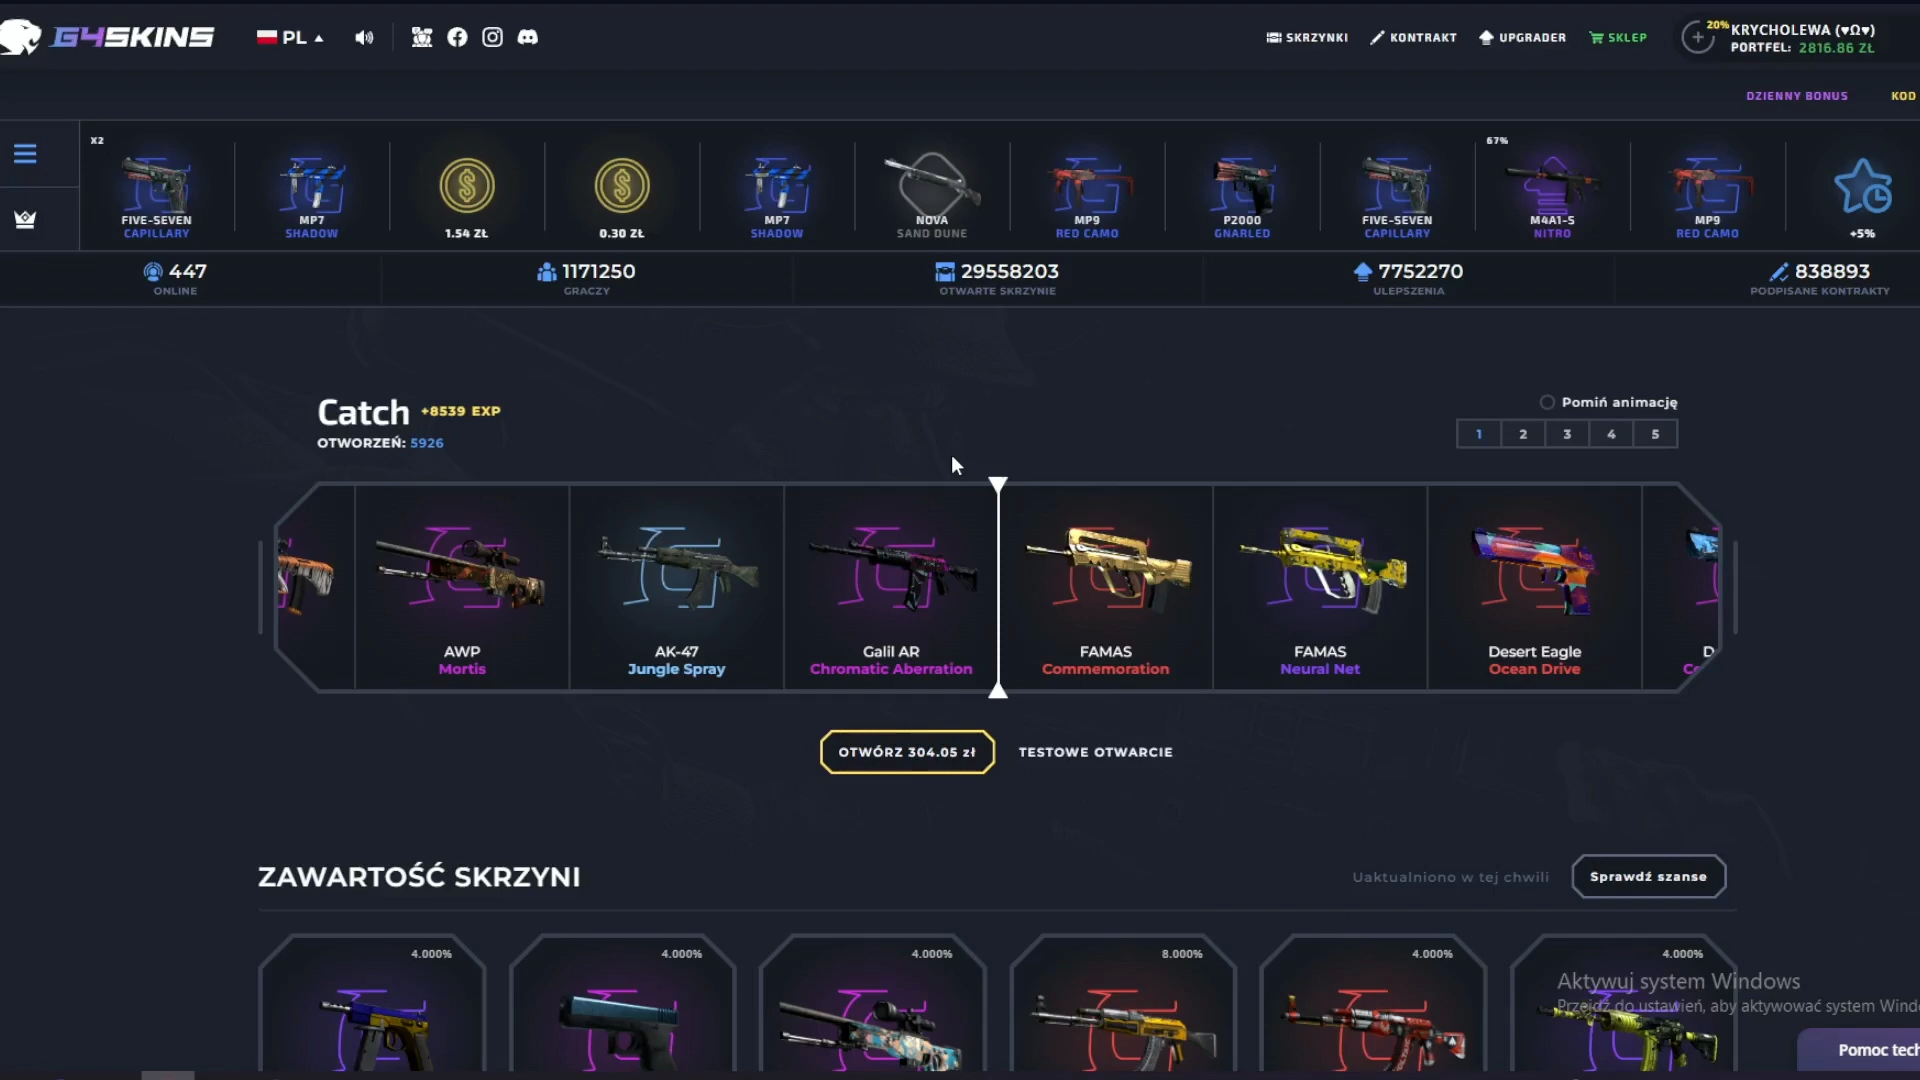 G4SKINS
PL
SKRZYNKI
KONTRAKT
UPGRADER
SKLEP
20%
KRYCHOLEWA (♥Ω♥)
PORTFEL: 2816.86 ZŁ
DZIENNY BONUS
KOD
X2
FIVE-SEVEN
CAPILLARY
MP7
SHADOW
1.54 ZŁ
0.30 ZŁ
MP7
SHADOW
NOVA
SAND DUNE
MP9
RED CAMO
P2000
GNARLED
FIVE-SEVEN
CAPILLARY
67%
M4A1-S
NITRO
MP9
RED CAMO
+5%
447
ONLINE
1171250
GRACZY
29558203
OTWARTE SKRZYNIE
7752270
ULEPSZENIA
838893
PODPISANE KONTRAKTY
Catch +8539 EXP
OTWORZEŃ: 5926
Pomiń animację
1 2 3 4 5
AWP
Mortis
AK-47
Jungle Spray
Galil AR
Chromatic Aberration
FAMAS
Commemoration
FAMAS
Neural Net
Desert Eagle
Ocean Drive
OTWÓRZ 304.05 zł
TESTOWE OTWARCIE
ZAWARTOŚĆ SKRZYNI
Uaktualniono w tej chwili
Sprawdź szanse
4.000%
4.000%
4.000%
8.000%
4.000%
4.000%
Aktywuj system Windows
Przejdź do ustawień, aby aktywować system Wind
Pomoc tech